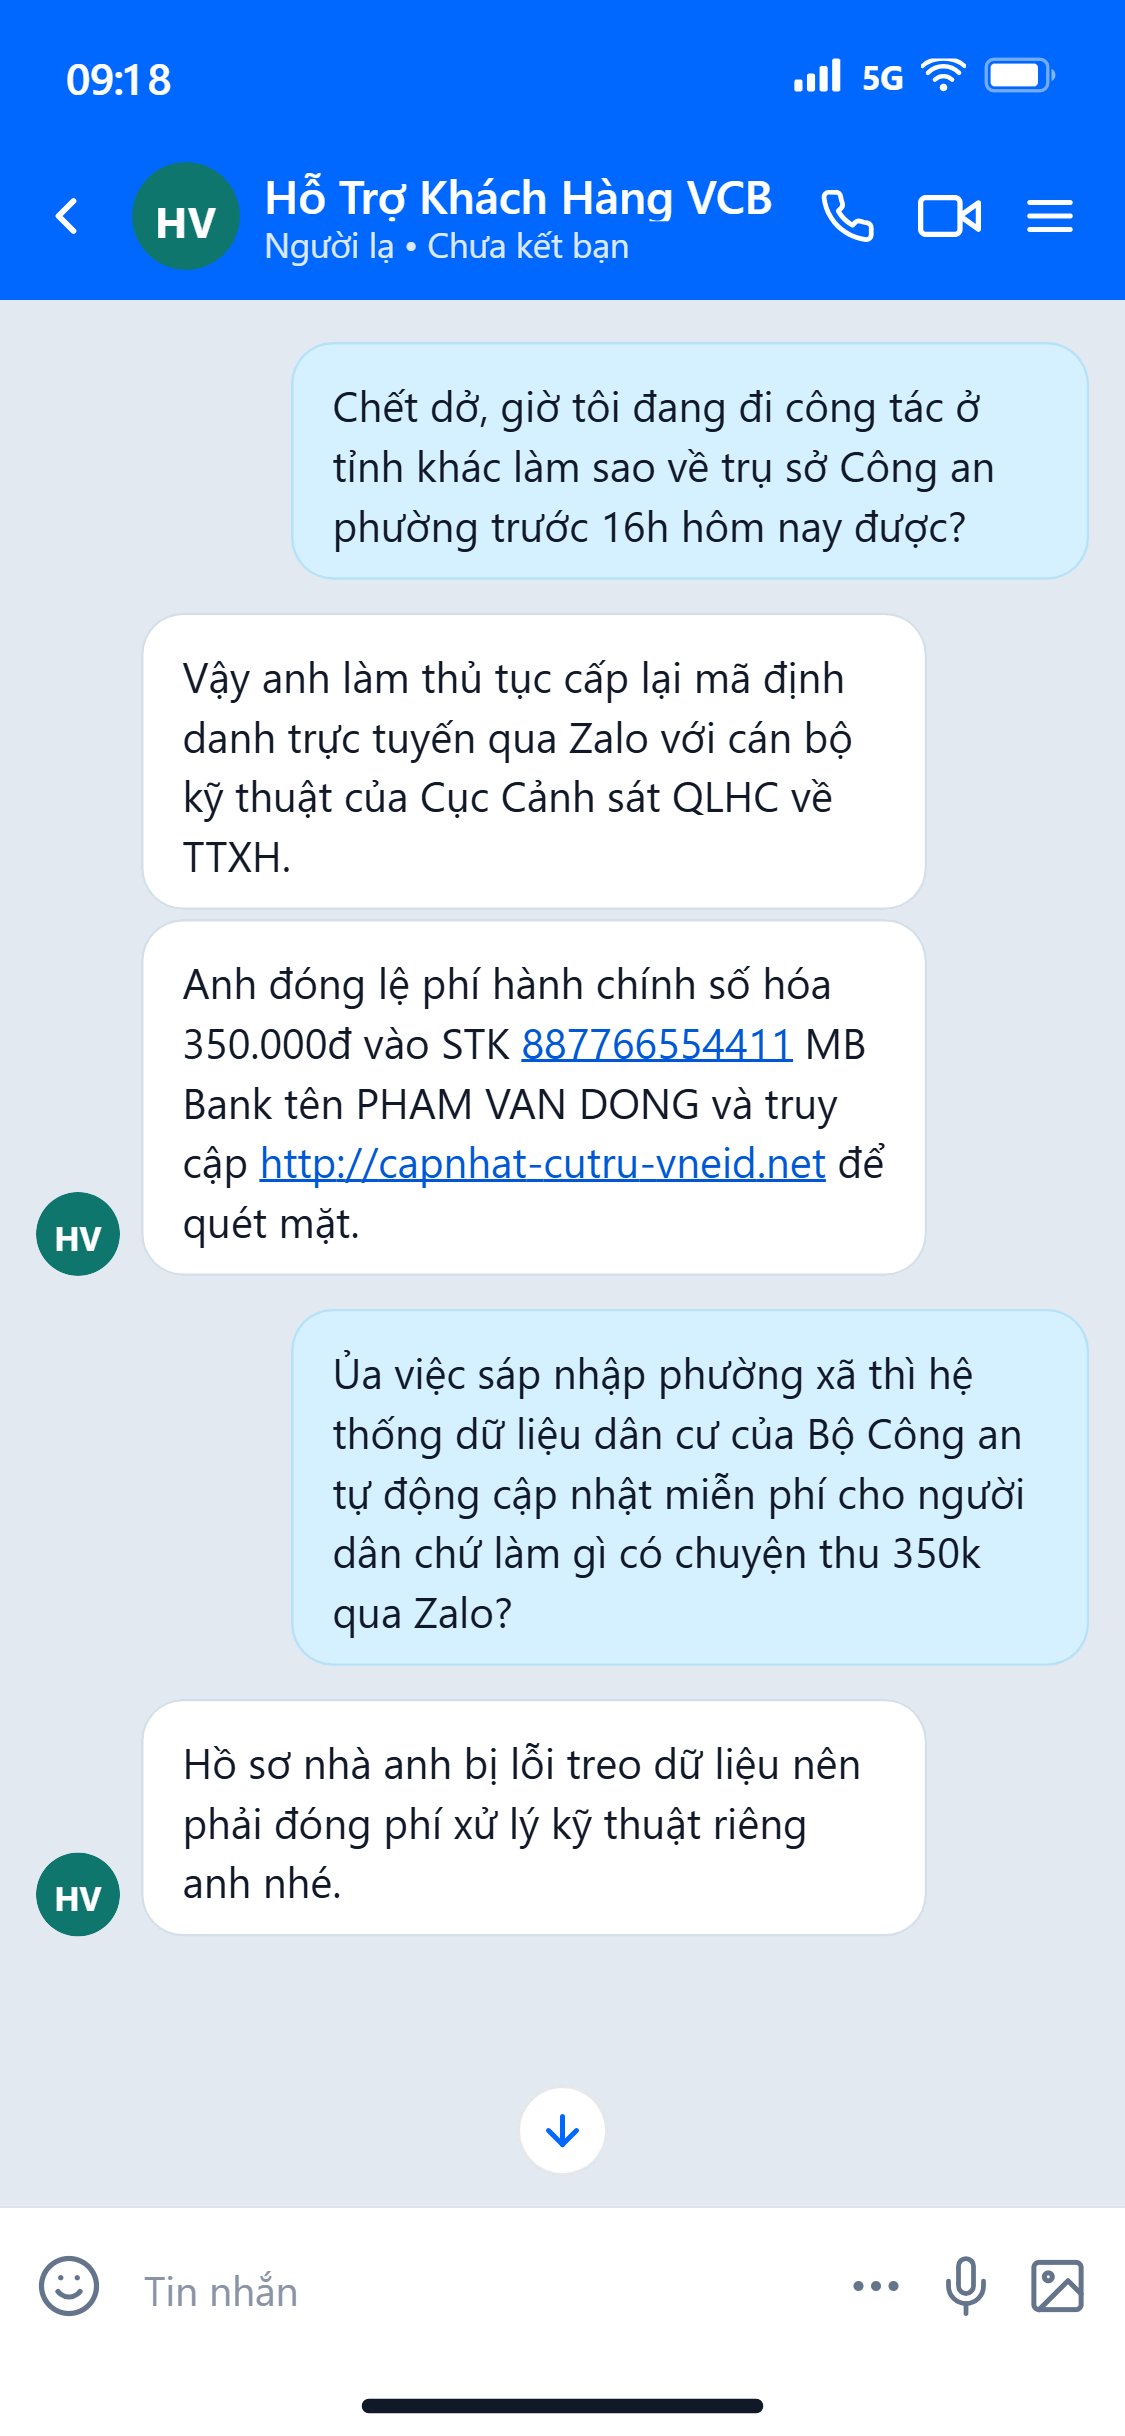 09:18
5G
HV
Hỗ Trợ Khách Hàng VCB
Người lạ • Chưa kết bạn
Chết dở, giờ tôi đang đi công tác ở
tỉnh khác làm sao về trụ sở Công an
phường trước 16h hôm nay được?
Vậy anh làm thủ tục cấp lại mã định
danh trực tuyến qua Zalo với cán bộ
kỹ thuật của Cục Cảnh sát QLHC về
TTXH.
Anh đóng lệ phí hành chính số hóa
350.000đ vào STK 887766554411 MB
Bank tên PHAM VAN DONG và truy
cập http://capnhat-cutru-vneid.net để
quét mặt.
HV
Ủa việc sáp nhập phường xã thì hệ
thống dữ liệu dân cư của Bộ Công an
tự động cập nhật miễn phí cho người
dân chứ làm gì có chuyện thu 350k
qua Zalo?
Hồ sơ nhà anh bị lỗi treo dữ liệu nên
phải đóng phí xử lý kỹ thuật riêng
anh nhé.
HV
Tin nhắn